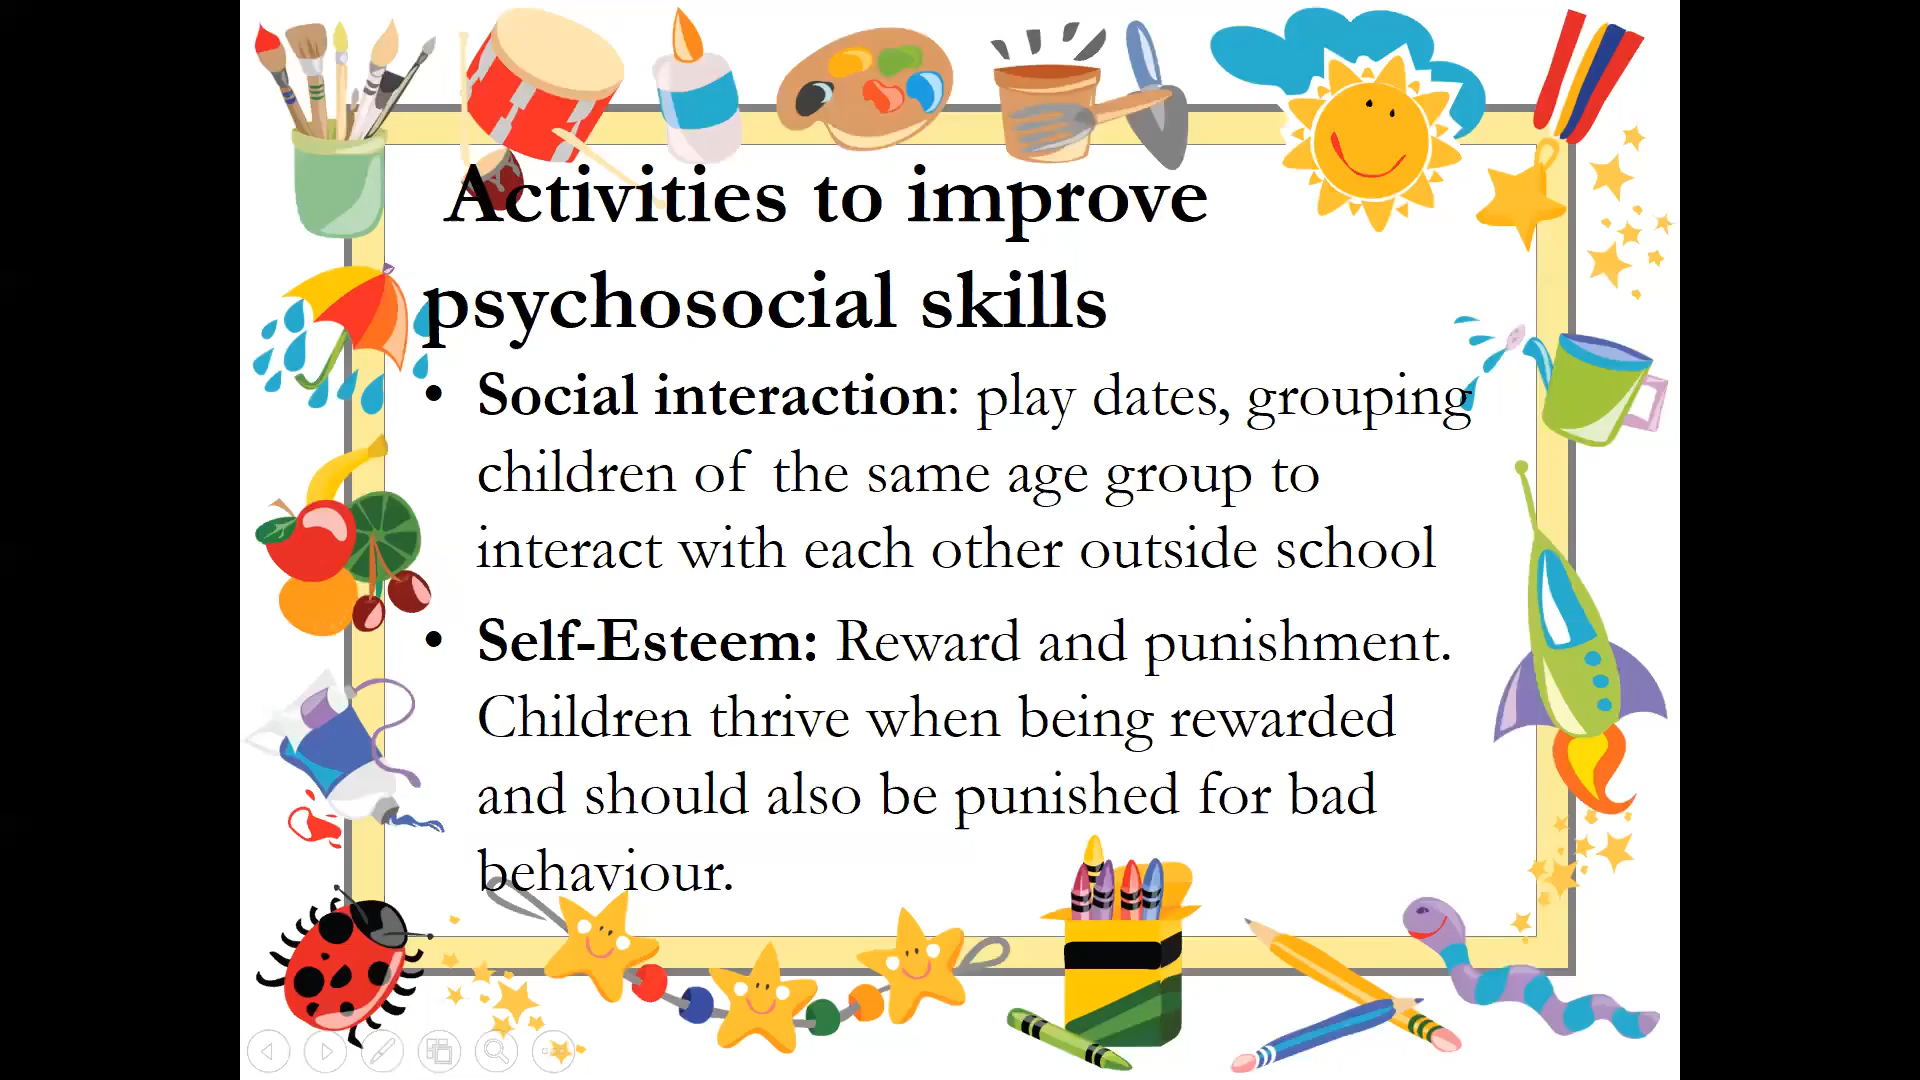 Activities to improve
psychosocial skills
• Social interaction: play dates, grouping
children of the same age group to
interact with each other outside school
• Self-Esteem: Reward and punishment.
Children thrive when being rewarded
and should also be punished for bad
behaviour.